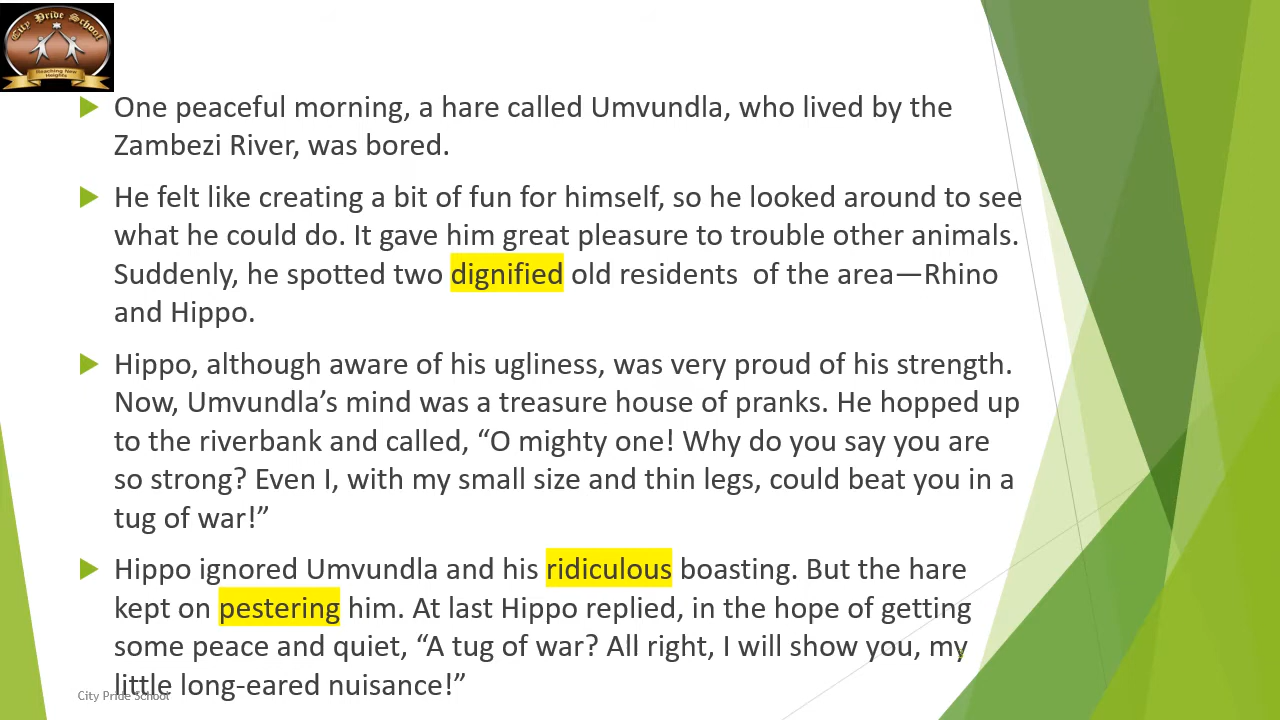 City Pride School
Reaching New
Heights
One peaceful morning, a hare called Umvundla, who lived by the
Zambezi River, was bored.
He felt like creating a bit of fun for himself, so he looked around to see
what he could do. It gave him great pleasure to trouble other animals.
Suddenly, he spotted two dignified old residents  of the area—Rhino
and Hippo.
Hippo, although aware of his ugliness, was very proud of his strength.
Now, Umvundla’s mind was a treasure house of pranks. He hopped up
to the riverbank and called, “O mighty one! Why do you say you are
so strong? Even I, with my small size and thin legs, could beat you in a
tug of war!”
Hippo ignored Umvundla and his ridiculous boasting. But the hare
kept on pestering him. At last Hippo replied, in the hope of getting
some peace and quiet, “A tug of war? All right, I will show you, my
little long-eared nuisance!”
City Pride School